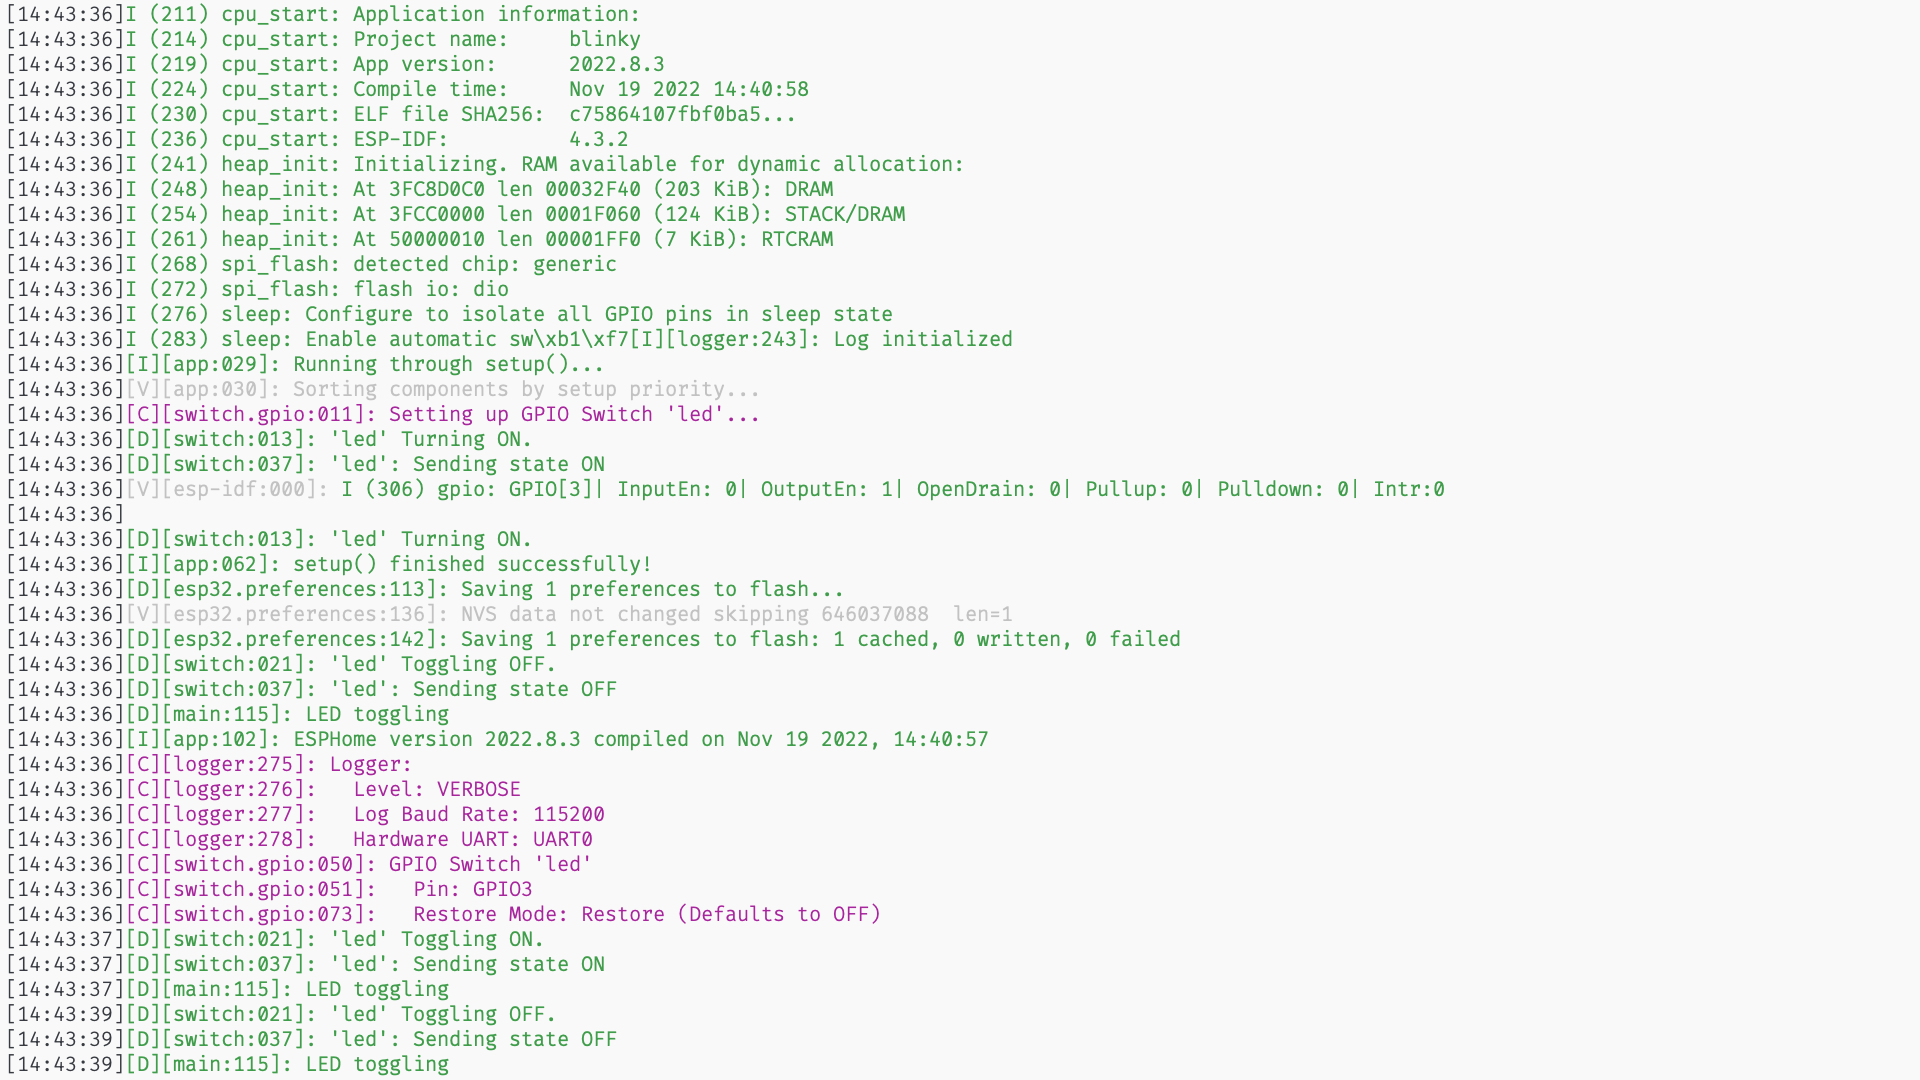 [14:43:36]I (211) cpu_start: Application information:
[14:43:36]I (214) cpu_start: Project name:     blinky
[14:43:36]I (219) cpu_start: App version:      2022.8.3
[14:43:36]I (224) cpu_start: Compile time:     Nov 19 2022 14:40:58
[14:43:36]I (230) cpu_start: ELF file SHA256:  c75864107fbf0ba5...
[14:43:36]I (236) cpu_start: ESP-IDF:          4.3.2
[14:43:36]I (241) heap_init: Initializing. RAM available for dynamic allocation:
[14:43:36]I (248) heap_init: At 3FC8D0C0 len 00032F40 (203 KiB): DRAM
[14:43:36]I (254) heap_init: At 3FCC0000 len 0001F060 (124 KiB): STACK/DRAM
[14:43:36]I (261) heap_init: At 50000010 len 00001FF0 (7 KiB): RTCRAM
[14:43:36]I (268) spi_flash: detected chip: generic
[14:43:36]I (272) spi_flash: flash io: dio
[14:43:36]I (276) sleep: Configure to isolate all GPIO pins in sleep state
[14:43:36]I (283) sleep: Enable automatic sw\xb1\xf7[I][logger:243]: Log initialized
[14:43:36][I][app:029]: Running through setup()...
[14:43:36][V][app:030]: Sorting components by setup priority...
[14:43:36][C][switch.gpio:011]: Setting up GPIO Switch 'led'...
[14:43:36][D][switch:013]: 'led' Turning ON.
[14:43:36][D][switch:037]: 'led': Sending state ON
[14:43:36][V][esp-idf:000]: I (306) gpio: GPIO[3]| InputEn: 0| OutputEn: 1| OpenDrain: 0| Pullup: 0| Pulldown: 0| Intr:0
[14:43:36]
[14:43:36][D][switch:013]: 'led' Turning ON.
[14:43:36][I][app:062]: setup() finished successfully!
[14:43:36][D][esp32.preferences:113]: Saving 1 preferences to flash...
[14:43:36][V][esp32.preferences:136]: NVS data not changed skipping 646037088  len=1
[14:43:36][D][esp32.preferences:142]: Saving 1 preferences to flash: 1 cached, 0 written, 0 failed
[14:43:36][D][switch:021]: 'led' Toggling OFF.
[14:43:36][D][switch:037]: 'led': Sending state OFF
[14:43:36][D][main:115]: LED toggling
[14:43:36][I][app:102]: ESPHome version 2022.8.3 compiled on Nov 19 2022, 14:40:57
[14:43:36][C][logger:275]: Logger:
[14:43:36][C][logger:276]:   Level: VERBOSE
[14:43:36][C][logger:277]:   Log Baud Rate: 115200
[14:43:36][C][logger:278]:   Hardware UART: UART0
[14:43:36][C][switch.gpio:050]: GPIO Switch 'led'
[14:43:36][C][switch.gpio:051]:   Pin: GPIO3
[14:43:36][C][switch.gpio:073]:   Restore Mode: Restore (Defaults to OFF)
[14:43:37][D][switch:021]: 'led' Toggling ON.
[14:43:37][D][switch:037]: 'led': Sending state ON
[14:43:37][D][main:115]: LED toggling
[14:43:39][D][switch:021]: 'led' Toggling OFF.
[14:43:39][D][switch:037]: 'led': Sending state OFF
[14:43:39][D][main:115]: LED toggling